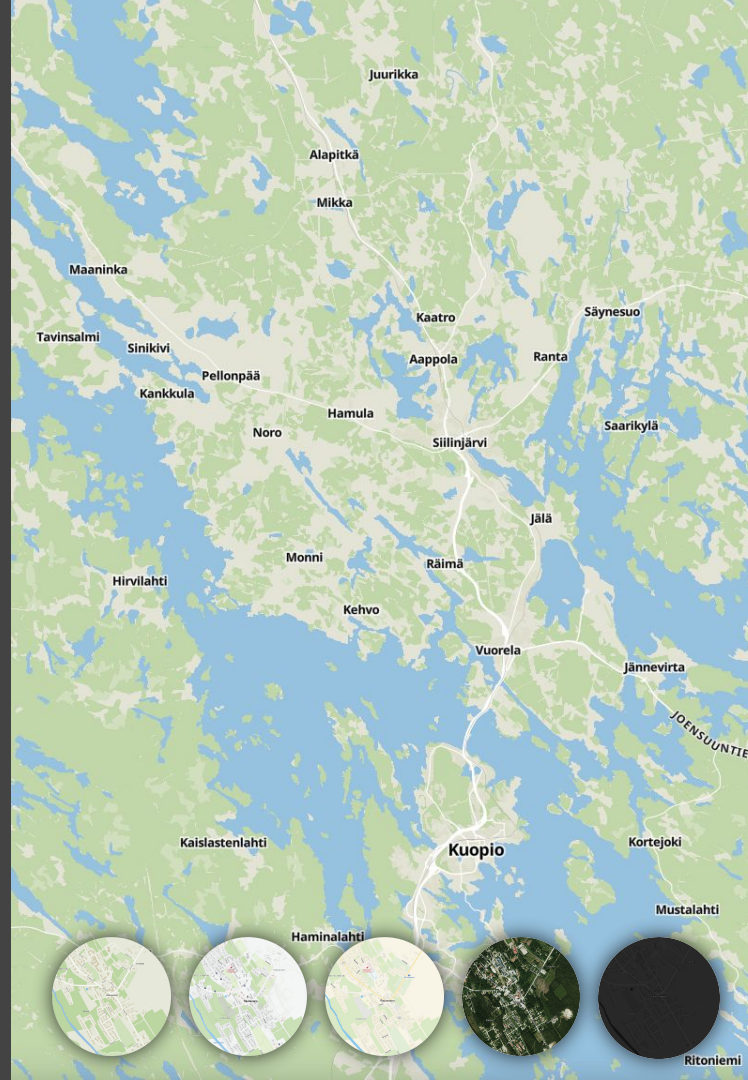 Juurikka
Alapitkä
Mikka
Maaninka
Säynesuo
Kaatro
Tavinsalmi
Sinikivi
Aappola
Ranta
Pellonpää
Kankkula
Hamula
Saarikylä
Noro
Siilinjärvi
Jälä
Monni
Räimä
Hirvilahti
Kehvo
Vuorela
Jännevirta
JOENSUUNTIE
Kaislastenlahti
Kortejoki
Kuopio
Mustalahti
Haminalahti
Ritoniemi